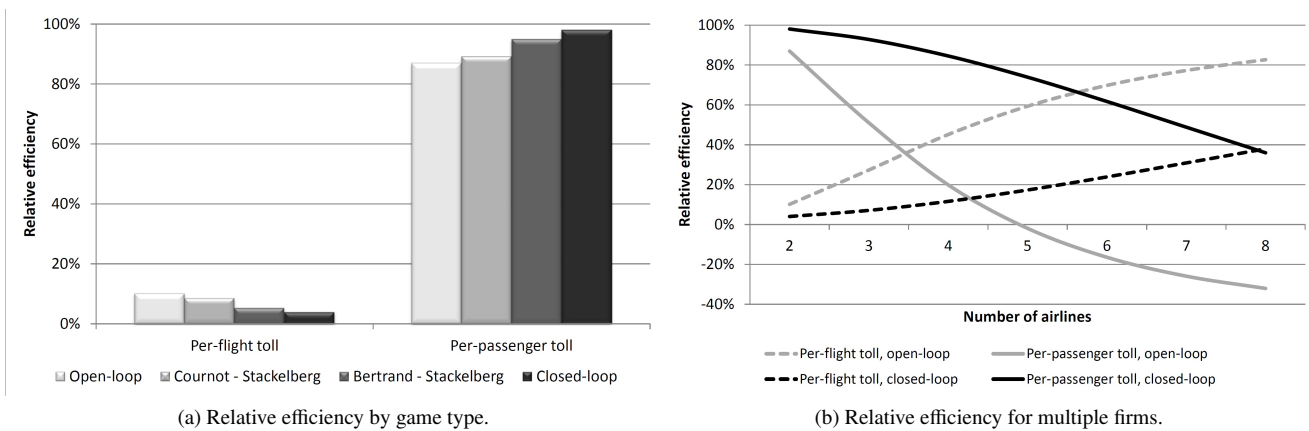 100%
80%
60%
40%
20%
0%
Relative efficiency
Per-flight toll
Per-passenger toll
Open-loop
Cournot - Stackelberg
Bertrand - Stackelberg
Closed-loop
(a) Relative efficiency by game type.
100%
80%
60%
40%
20%
0%
-20%
-40%
Relative efficiency
2
3
4
5
6
7
8
Number of airlines
Per-flight toll, open-loop
Per-passenger toll, open-loop
Per-flight toll, closed-loop
Per-passenger toll, closed-loop
(b) Relative efficiency for multiple firms.